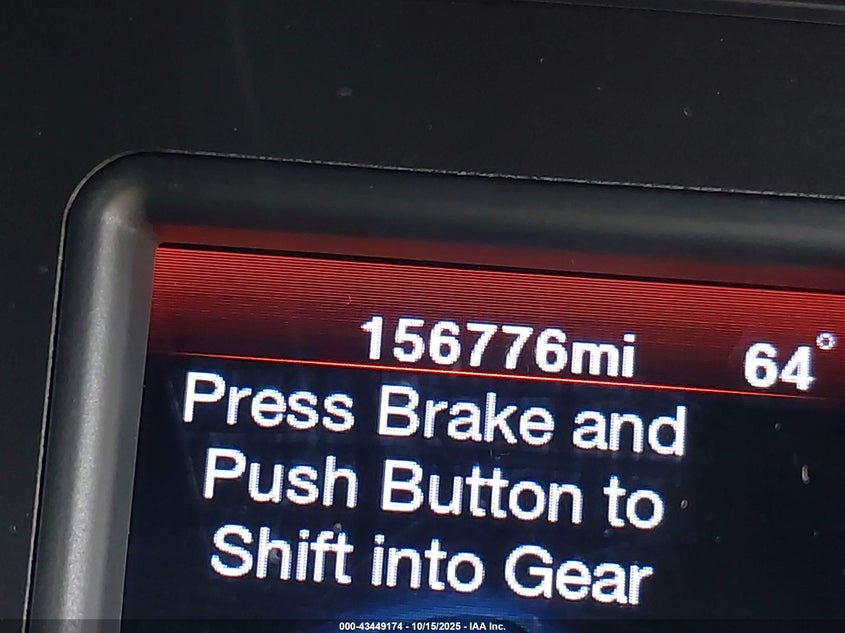 156776mi 64°
Press Brake and
Push Button to
Shift into Gear
000-43449174 - 10/15/2025 - IAA Inc.